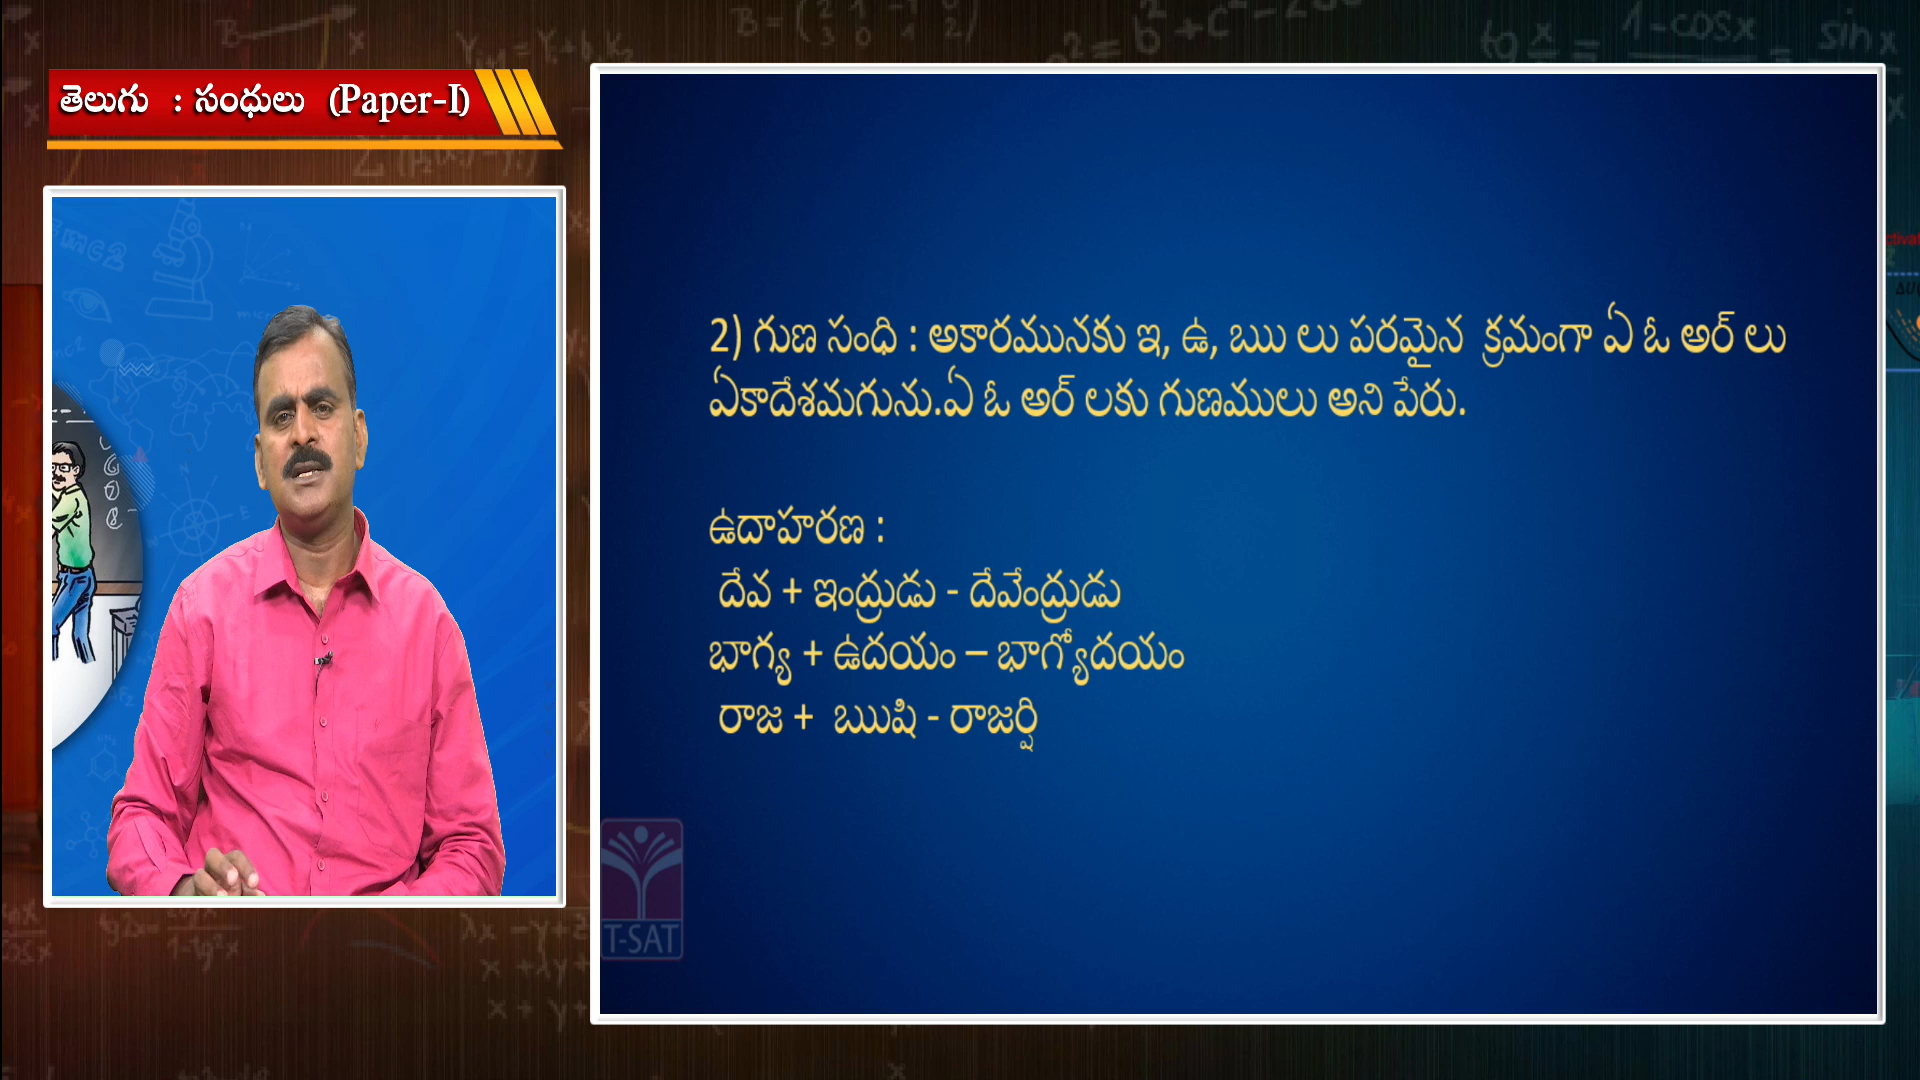 తెలుగు : సంధులు (Paper-I)
2) గుణ సంధి : అకారమునకు ఇ, ఉ, ఋ లు పరమైన క్రమంగా ఏ ఓ అర్ లు
ఏకాదేశమగును.ఏ ఓ అర్ లకు గుణములు అని పేరు.
ఉదాహరణ :
దేవ + ఇంద్రుడు - దేవేంద్రుడు
భాగ్య + ఉదయం – భాగ్యోదయం
రాజ + ఋషి - రాజర్షి
T-SAT